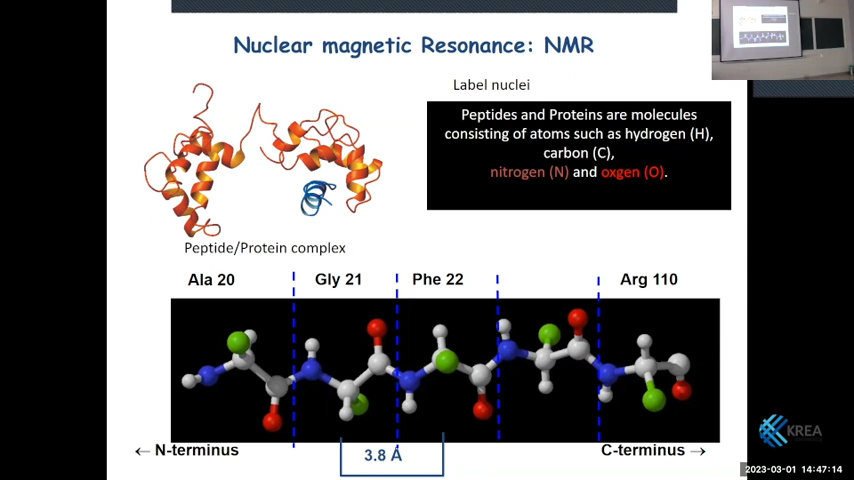 Nuclear magnetic Resonance: NMR
Label nuclei
Peptides and Proteins are molecules
consisting of atoms such as hydrogen (H),
carbon (C),
nitrogen (N) and oxgen (O).
Peptide/Protein complex
Ala 20 Gly 21 Phe 22 Arg 110
← N-terminus
3.8 Å
C-terminus →
KREA
2023-03-01 14:47:14